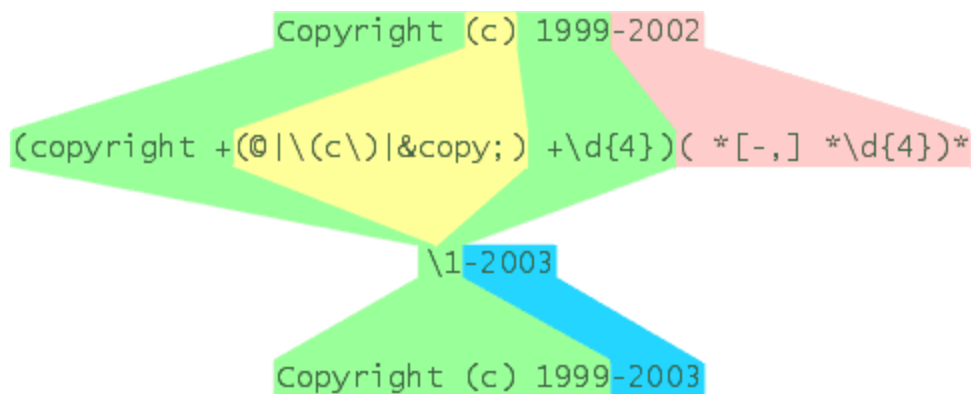 Copyright (c) 1999-2002
(copyright +(©|\(c\)|&copy;) +\d{4})( *[-,] *\d{4})*
\1-2003
Copyright (c) 1999-2003